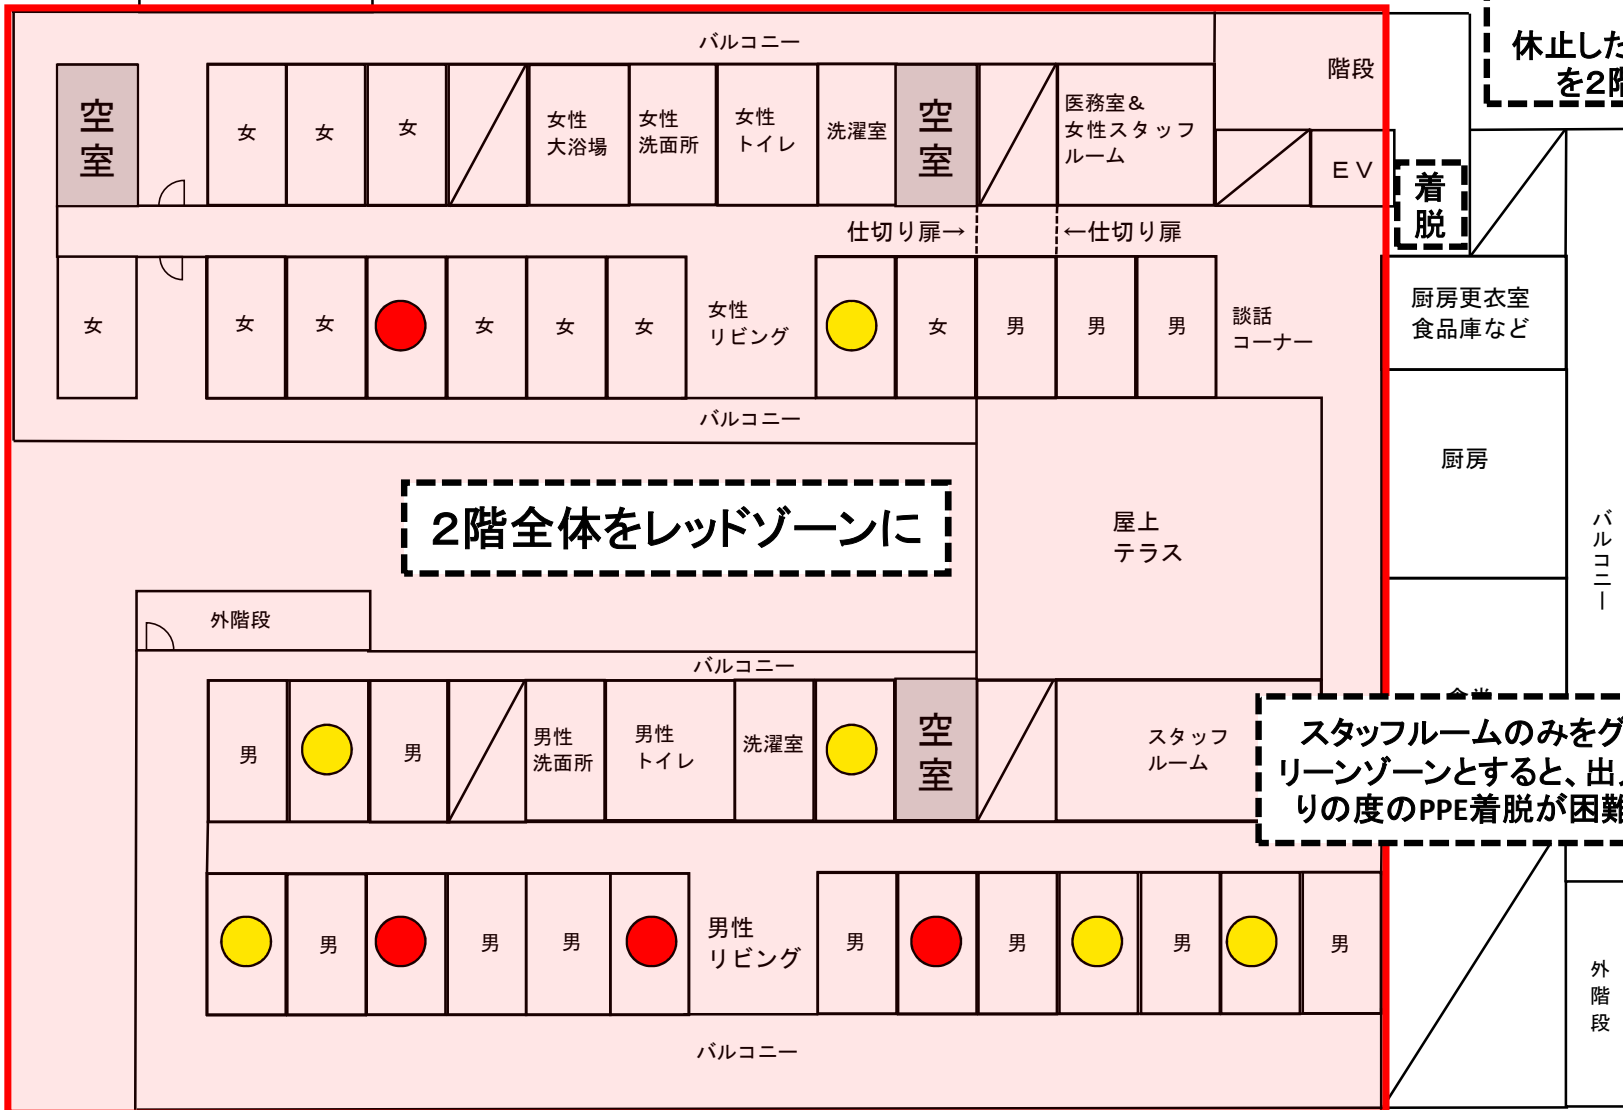 バルコニー
休止した
を2階
階段
空室
女
女
女
女性
大浴場
女性
洗面所
女性
トイレ
洗濯室
空室
医務室＆
女性スタッフ
ルーム
ＥＶ
着脱
仕切り扉→
←仕切り扉
女
女
女
女
女
女
女性
リビング
女
男
男
男
談話
コーナー
厨房更衣室
食品庫など
バルコニー
厨房
2階全体をレッドゾーンに
屋上
テラス
バルコニー
外階段
バルコニー
男
男
男性
洗面所
男性
トイレ
洗濯室
空室
スタッフ
ルーム
スタッフルームのみをグ
リーンゾーンとすると、出入
りの度のPPE着脱が困難
男
男
男
男性
リビング
男
男
男
男
外階段
バルコニー